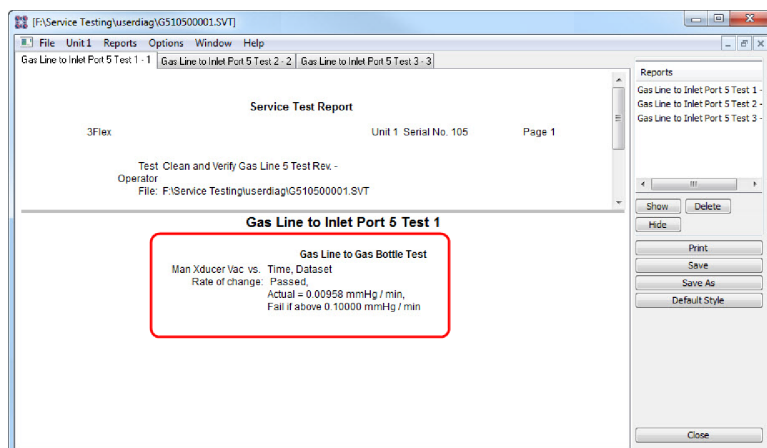 [F:\Service Testing\userdiag\G510500001.SVT]
File Unit 1 Reports Options Window Help
Gas Line to Inlet Port 5 Test 1 - 1 Gas Line to Inlet Port 5 Test 2 - 2 Gas Line to Inlet Port 5 Test 3 - 3
Service Test Report
3Flex Unit 1 Serial No. 105 Page 1
Test Clean and Verify Gas Line 5 Test Rev. -
Operator
File: F:\Service Testing\userdiag\G510500001.SVT
Gas Line to Inlet Port 5 Test 1
Gas Line to Gas Bottle Test
Man Xducer Vac vs. Time, Dataset
Rate of change: Passed,
Actual = 0.00958 mmHg / min,
Fail if above 0.10000 mmHg / min
Reports
Gas Line to Inlet Port 5 Test 1 -
Gas Line to Inlet Port 5 Test 2 -
Gas Line to Inlet Port 5 Test 3 -
Show Delete
Hide
Print
Save
Save As
Default Style
Close